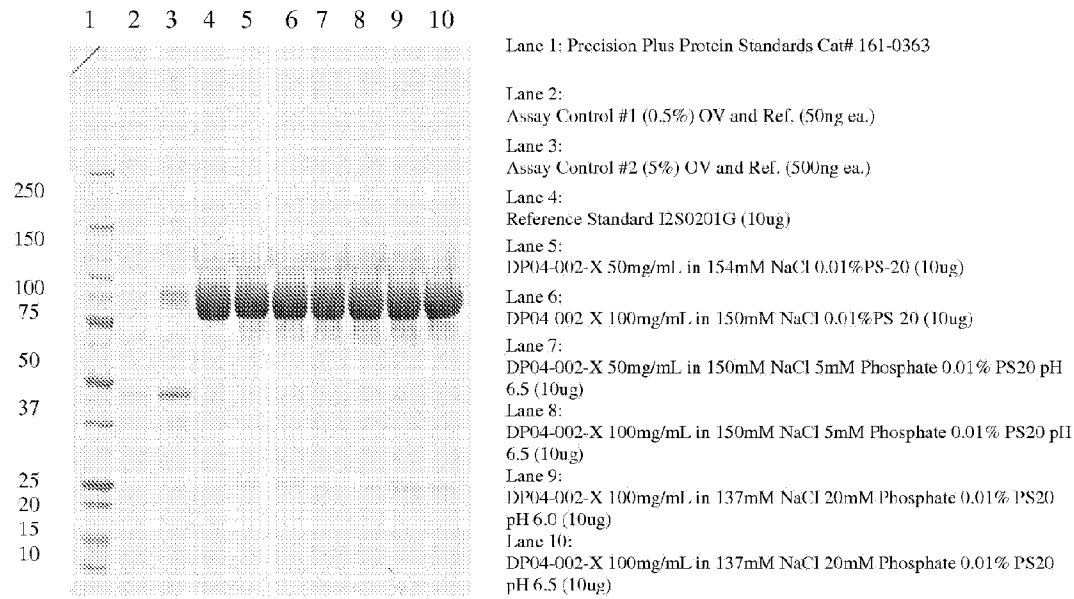 1 2 3 4 5 6 7 8 9 10
250
150
100
75
50
37
25
20
15
10
Lane 1: Precision Plus Protein Standards Cat# 161-0363
Lane 2:
Assay Control #1 (0.5%) OV and Ref. (50ng ea.)
Lane 3:
Assay Control #2 (5%) OV and Ref. (500ng ea.)
Lane 4:
Reference Standard I2S0201G (10ug)
Lane 5:
DP04-002-X 50mg/mL in 154mM NaCl 0.01%PS-20 (10ug)
Lane 6:
DP04-002-X 100mg/mL in 150mM NaCl 0.01%PS-20 (10ug)
Lane 7:
DP04-002-X 50mg/mL in 150mM NaCl 5mM Phosphate 0.01% PS20 pH
6.5 (10ug)
Lane 8:
DP04-002-X 100mg/mL in 150mM NaCl 5mM Phosphate 0.01% PS20 pH
6.5 (10ug)
Lane 9:
DP04-002-X 100mg/mL in 137mM NaCl 20mM Phosphate 0.01% PS20
pH 6.0 (10ug)
Lane 10:
DP04-002-X 100mg/mL in 137mM NaCl 20mM Phosphate 0.01% PS20
pH 6.5 (10ug)